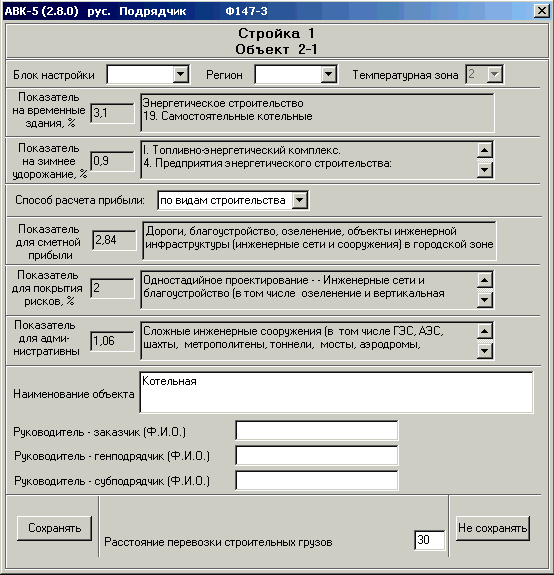 АВК-5 (2.8.0) рус. Подрядчик Ф147-3
Стройка 1
Объект 2-1
Блок настройки
Регион
Температурная зона 2
Показатель
на временные
здания, %
3,1
Энергетическое строительство
19. Самостоятельные котельные
Показатель
на зимнее
удорожание, %
0,9
I. Топливно-энергетический комплекс.
4. Предприятия энергетического строительства:
Способ расчета прибыли: по видам строительства
Показатель
для сметной
прибыли
2,84
Дороги, благоустройство, озеленение, объекты инженерной
инфраструктуры (инженерные сети и сооружения) в городской зоне
Показатель
для покрытия
рисков, %
2
Одностадийное проектирование - - Инженерные сети и
благоустройство (в том числе озеленение и вертикальная
Показатель
для адми-
нистративны
1,06
Сложные инженерные сооружения (в том числе ГЭС, АЭС,
шахты, метрополитены, тоннели, мосты, аэродромы,
Наименование объекта
Котельная
Руководитель - заказчик (Ф.И.О.)
Руководитель - генподрядчик (Ф.И.О.)
Руководитель - субподрядчик (Ф.И.О.)
Сохранять
Расстояние перевозки строительных грузов
30
Не сохранять